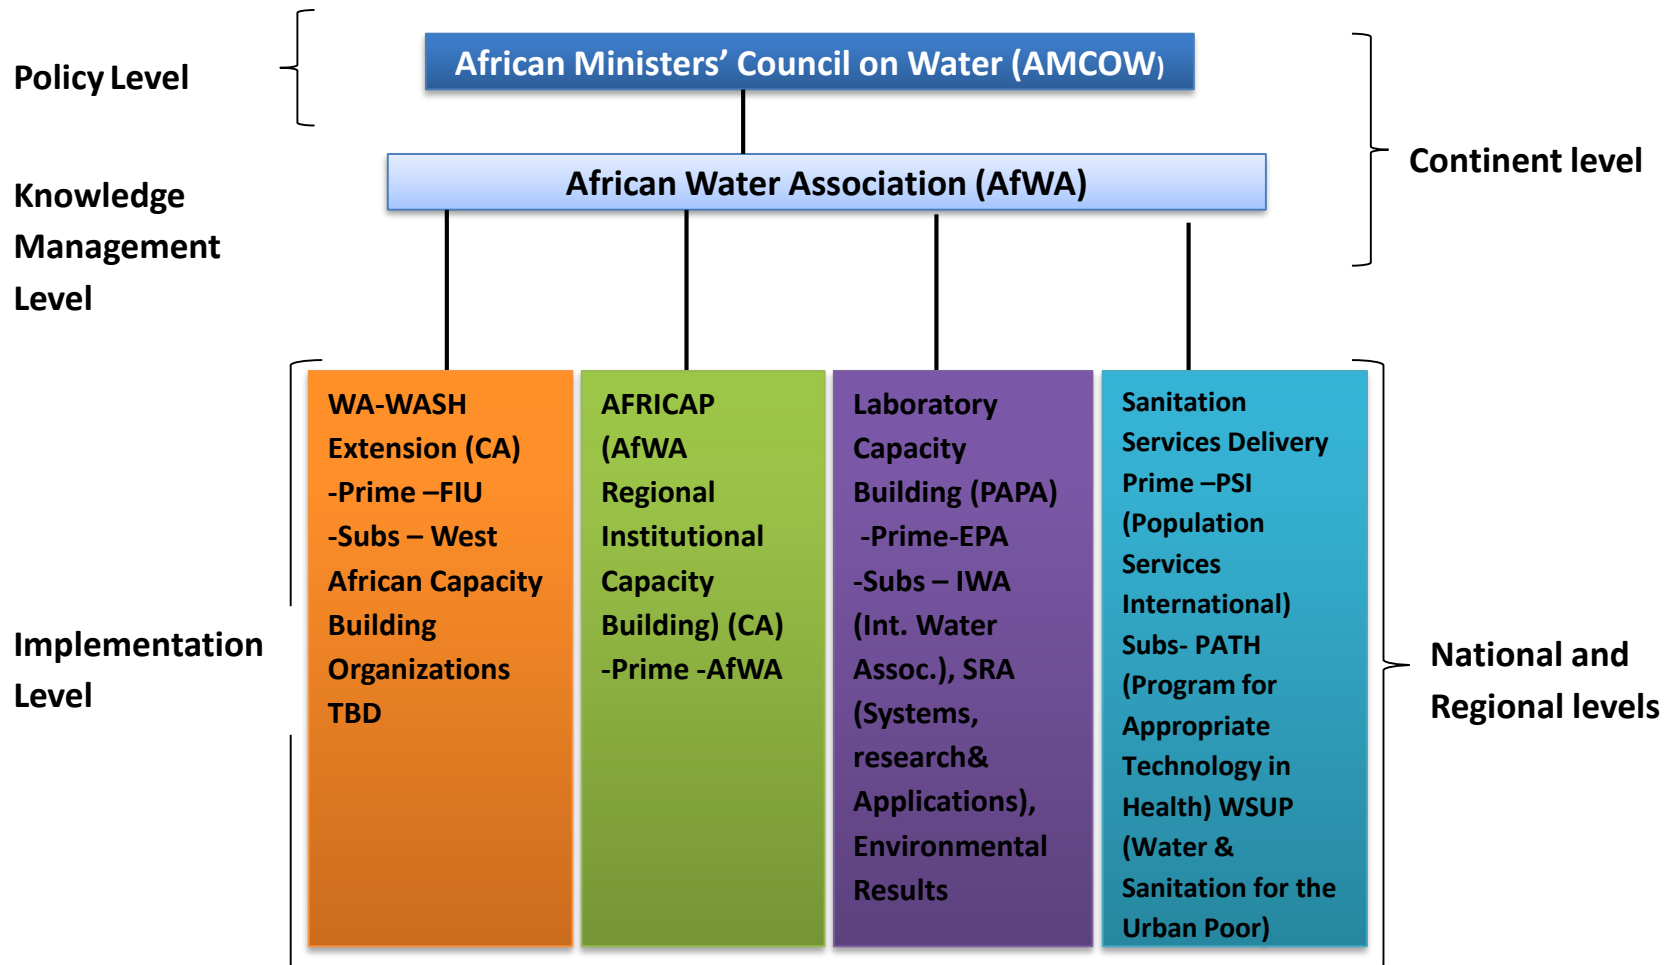 Policy Level
African Ministers’ Council on Water (AMCOW)
Continent level
Knowledge
Management
Level
African Water Association (AfWA)
Implementation
Level
WA-WASH
Extension (CA)
-Prime –FIU
-Subs – West
African Capacity
Building
Organizations
TBD
AFRICAP
(AfWA
Regional
Institutional
Capacity
Building) (CA)
-Prime -AfWA
Laboratory
Capacity
Building (PAPA)
-Prime-EPA
-Subs – IWA
(Int. Water
Assoc.), SRA
(Systems,
research&
Applications),
Environmental
Results
Sanitation
Services Delivery
Prime –PSI
(Population
Services
International)
Subs- PATH
(Program for
Appropriate
Technology in
Health) WSUP
(Water &
Sanitation for the
Urban Poor)
National and
Regional levels